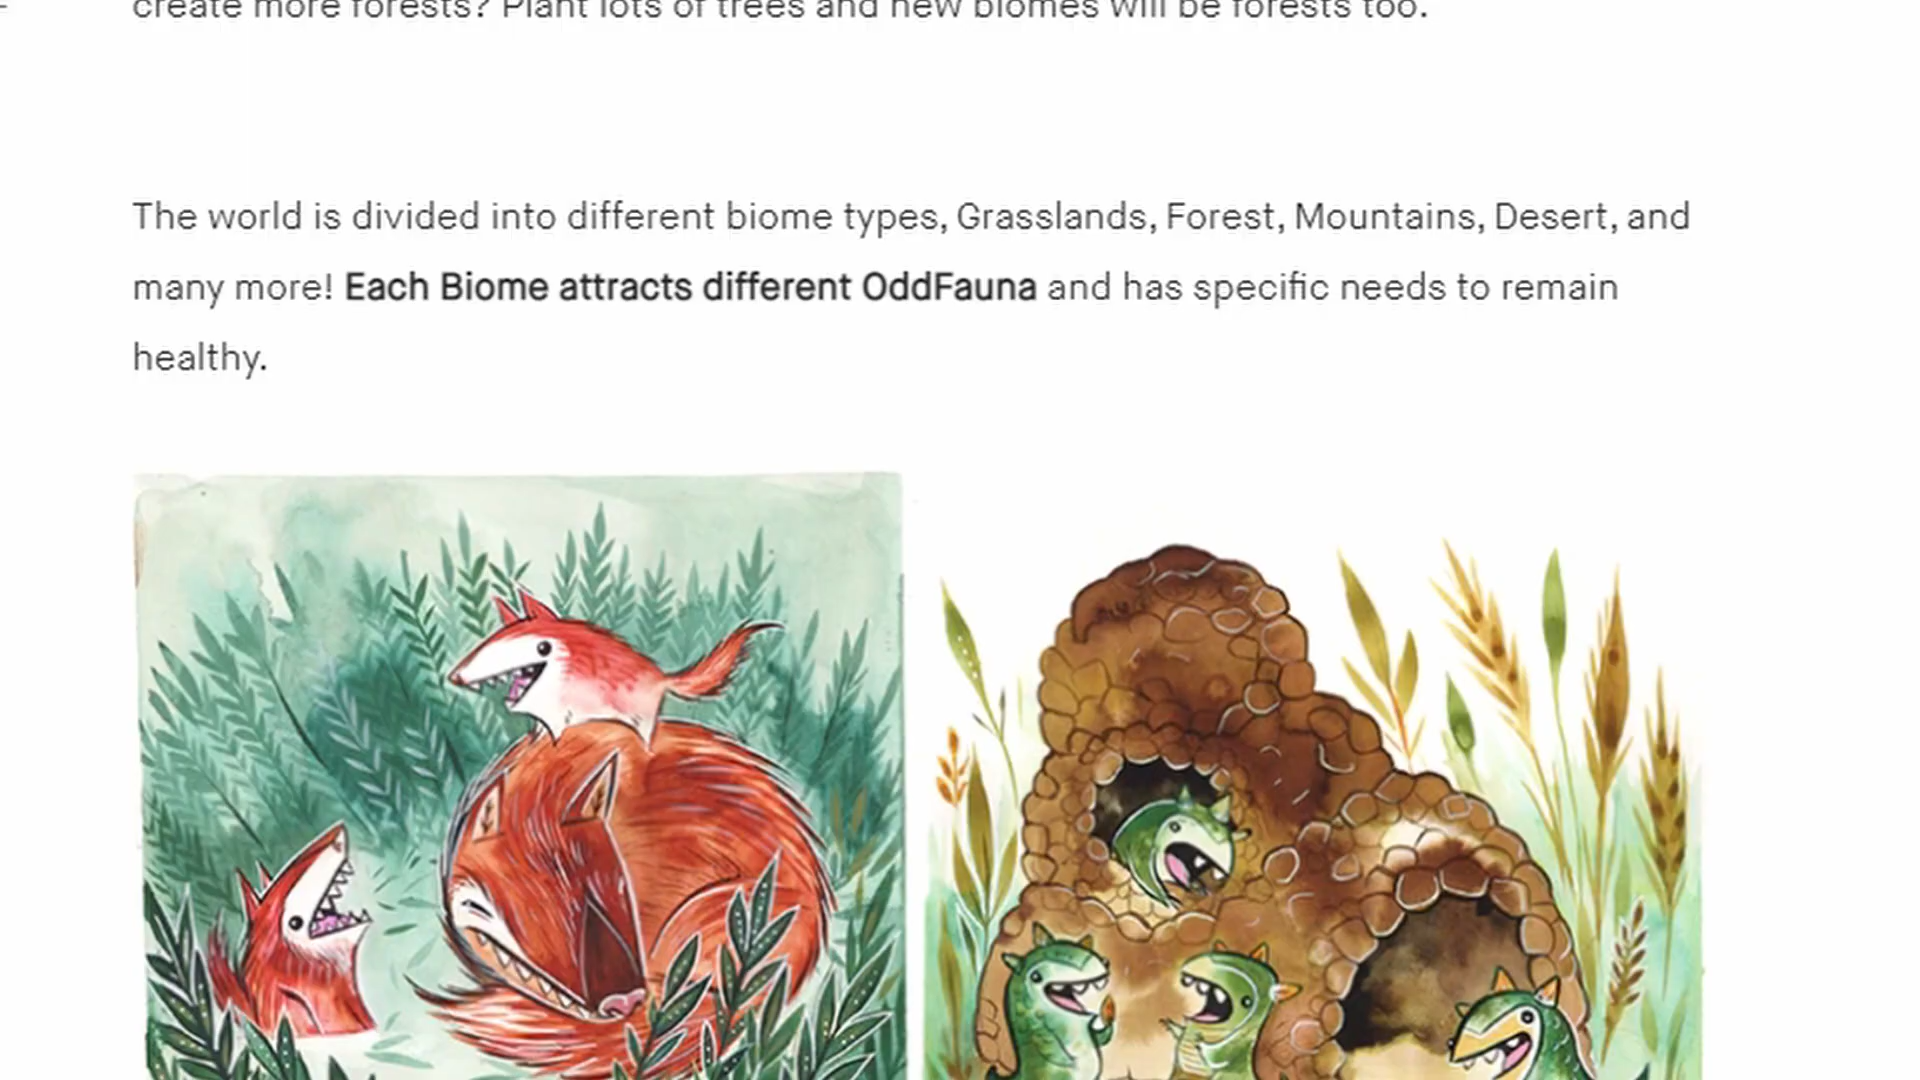 create more forests? Plant lots of trees and new biomes will be forests too.
The world is divided into different biome types, Grasslands, Forest, Mountains, Desert, and
many more! Each Biome attracts different OddFauna and has specific needs to remain
healthy.